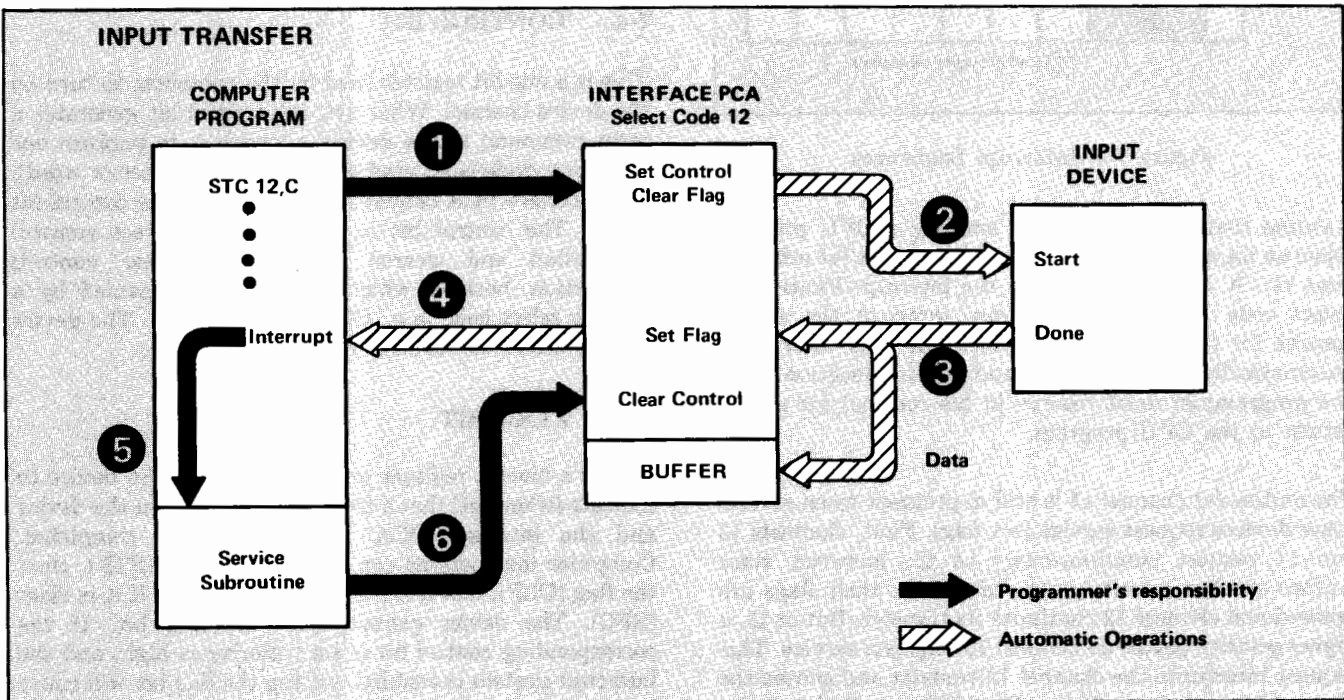 INPUT TRANSFER
COMPUTER
PROGRAM
INTERFACE PCA
Select Code 12
INPUT
DEVICE
1
STC 12,C
Set Control
Clear Flag
2
Start
4
Interrupt
Set Flag
Done
3
Clear Control
5
BUFFER
Data
6
Service
Subroutine
Programmer's responsibility
Automatic Operations